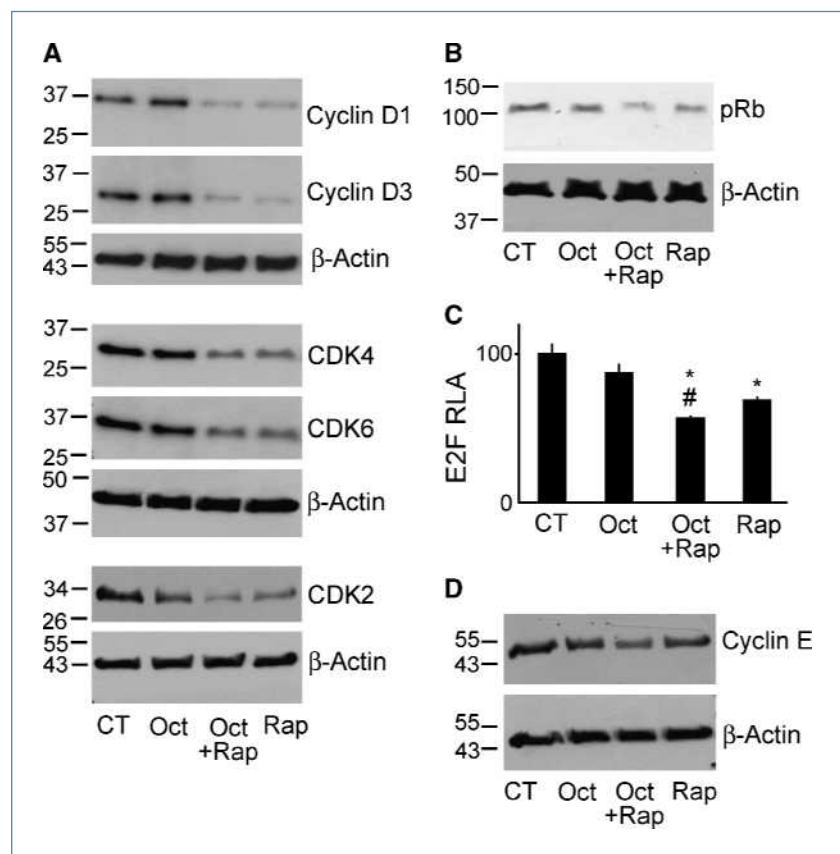 A
37
25
Cyclin D1
37
25
Cyclin D3
55
43
β-Actin
37
25
CDK4
37
25
CDK6
50
37
β-Actin
34
26
CDK2
55
43
β-Actin
CT Oct Oct Rap
+Rap
B
150
100
pRb
50
37
β-Actin
CT Oct Oct Rap
+Rap
C
E2F RLA
100
0
*
#
*
CT Oct Oct Rap
+Rap
D
55
43
Cyclin E
55
43
β-Actin
CT Oct Oct Rap
+Rap